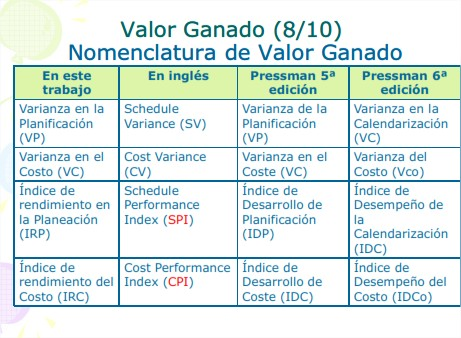 Valor Ganado (8/10)
Nomenclatura de Valor Ganado
En este
trabajo
En inglés
Pressman 5ª
edición
Pressman 6ª
edición
Varianza en la
Planificación
(VP)
Schedule
Variance (SV)
Varianza de la
Planificación
(VP)
Varianza en la
Calendarización
(VC)
Varianza en el
Costo (VC)
Cost Variance
(CV)
Varianza en el
Coste (VC)
Varianza del
Costo (Vco)
Índice de
rendimiento en
la Planeación
(IRP)
Schedule
Performance
Index (SPI)
Índice de
Desarrollo de
Planificación
(IDP)
Índice de
Desempeño de
la
Calendarización
(IDC)
Índice de
rendimiento del
Costo (IRC)
Cost Performance
Index (CPI)
Índice de
Desarrollo de
Coste (IDC)
Índice de
Desempeño del
Costo (IDCo)